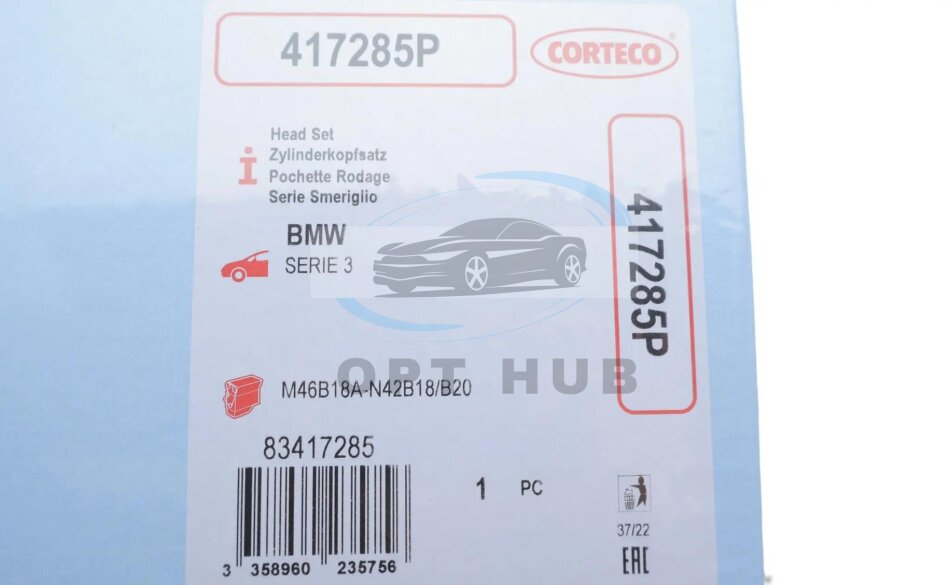 417285P
CORTECO
Head Set
Zylinderkopfsatz
Pochette Rodage
Serie Smeriglio
BMW
SERIE 3
417285P
OPT HUB
M46B18A-N42B18/B20
83417285
1 PC
37/22
EAC
3 358960 235756